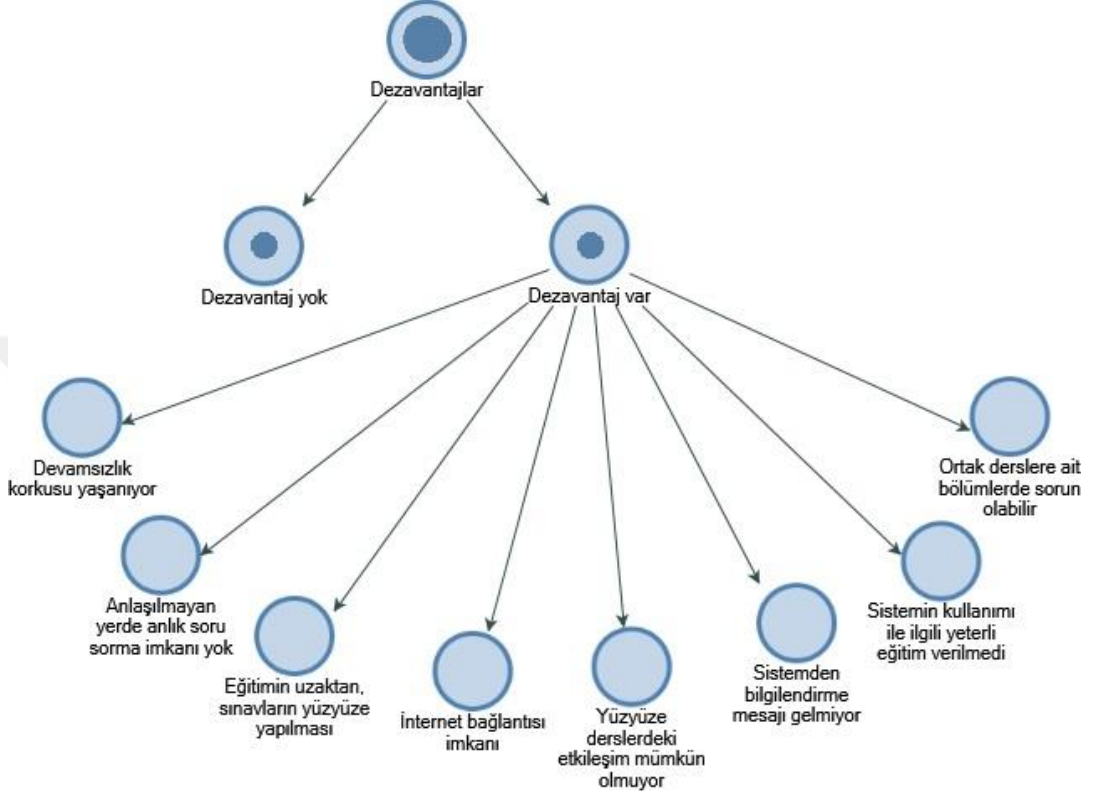 Dezavantajlar
Dezavantaj yok
Dezavantaj var
Devamsızlık
korkusu yaşanıyor
Anlaşılmayan
yerde anlık soru
sorma imkanı yok
Eğitimin uzaktan,
sınavların yüzyüze
yapılması
İnternet bağlantısı
imkanı
Yüzyüze
derslerdeki
etkileşim mümkün
olmuyor
Sistemden
bilgilendirme
mesajı gelmiyor
Sistemin kullanımı
ile ilgili yeterli
eğitim verilmedi
Ortak derslere ait
bölümlerde sorun
olabilir